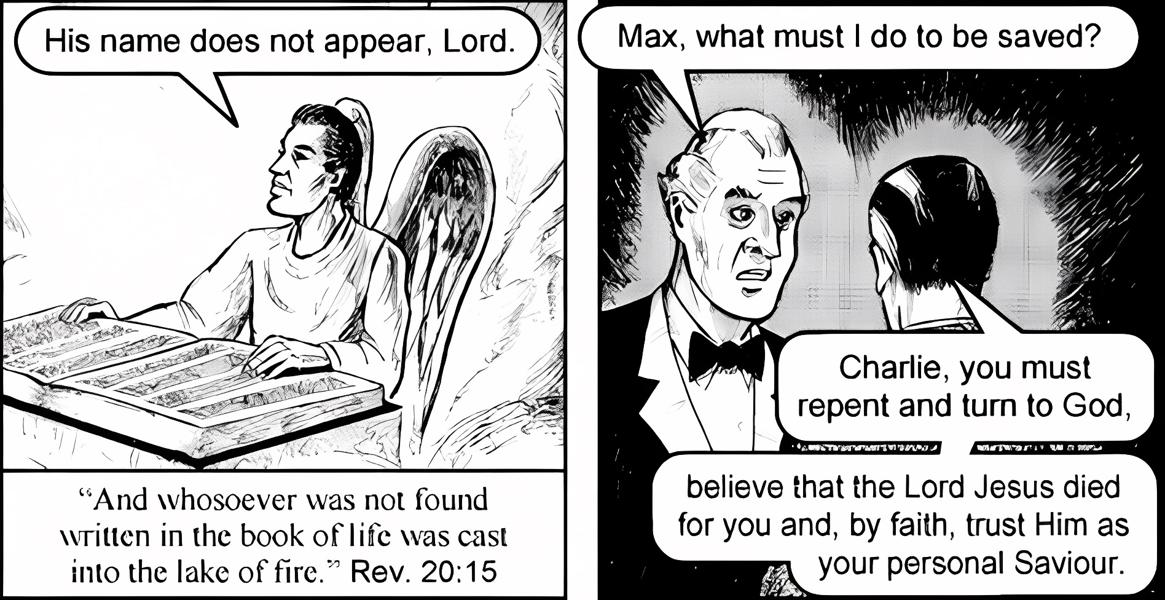 His name does not appear, Lord.
“And whosoever was not found
written in the book of life was cast
into the lake of fire.” Rev. 20:15
Max, what must I do to be saved?
Charlie, you must
repent and turn to God,
believe that the Lord Jesus died
for you and, by faith, trust Him as
your personal Saviour.